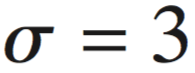 σ = 3